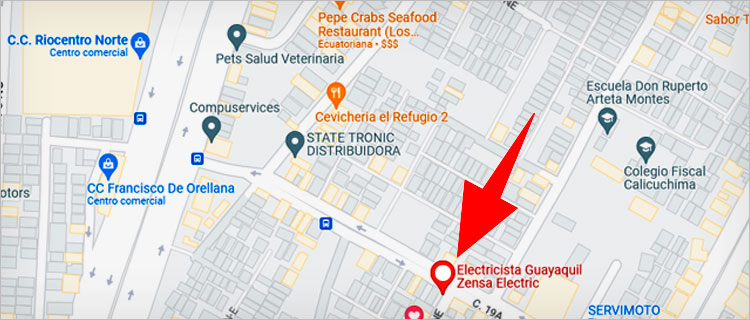 Pepe Crabs Seafood
Restaurant (Los...
Ecuatoriana • $$$
Sabor T
C.C. Riocentro Norte
Centro comercial
Pets Salud Veterinaria
Escuela Don Ruperto
Arteta Montes
Compuservices
Cevicheria el Refugio 2
STATE TRONIC
DISTRIBUIDORA
Colegio Fiscal
Calicuchima
CC Francisco De Orellana
Centro comercial
otors
Electricista Guayaquil
Zensa Electric
C. 19A
SERVIMOTO